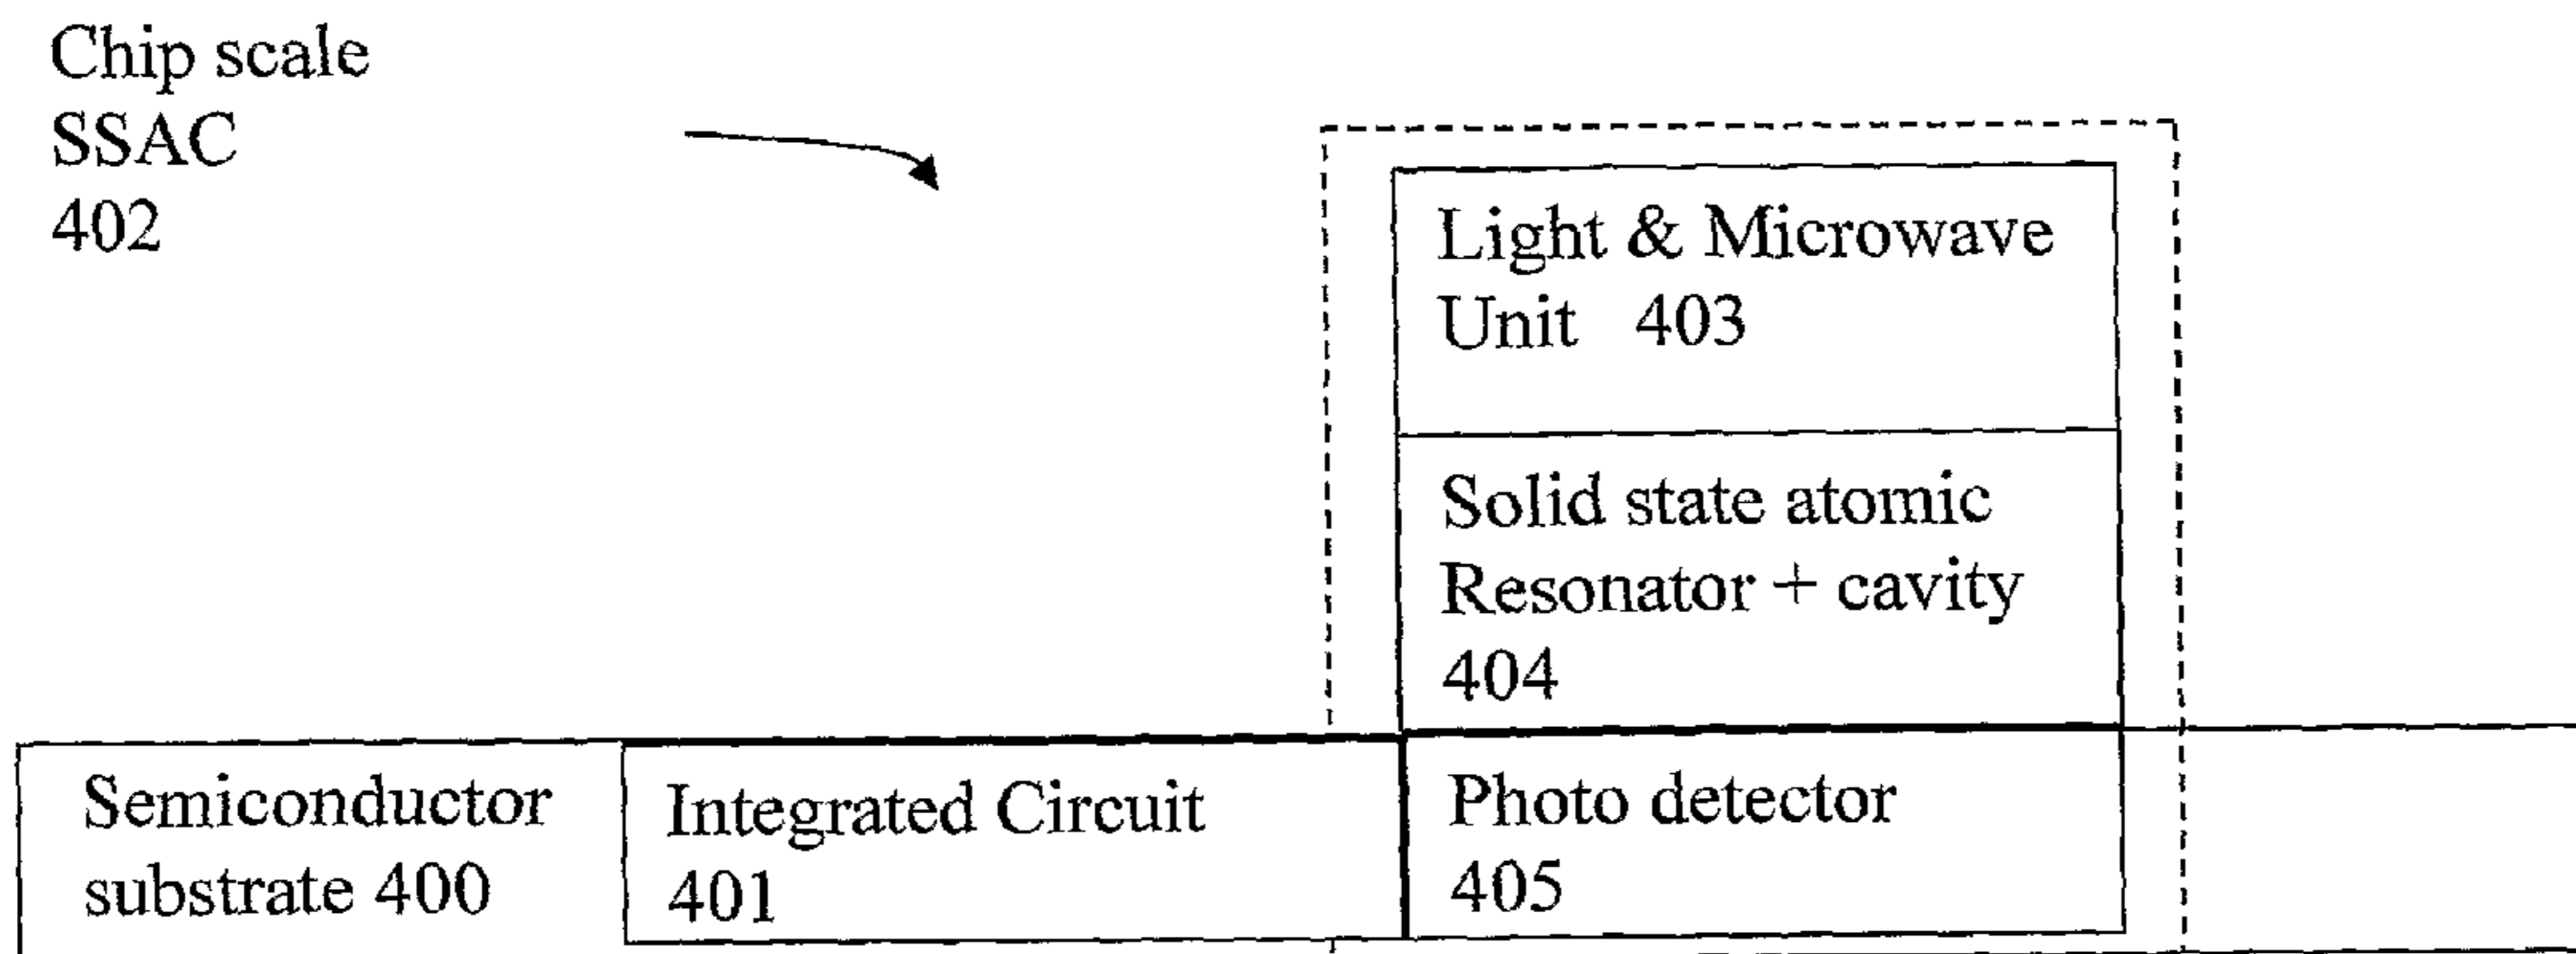 Chip scale
SSAC
402
Light & Microwave
Unit 403
Solid state atomic
Resonator + cavity
404
Semiconductor
substrate 400
Integrated Circuit
401
Photo detector
405